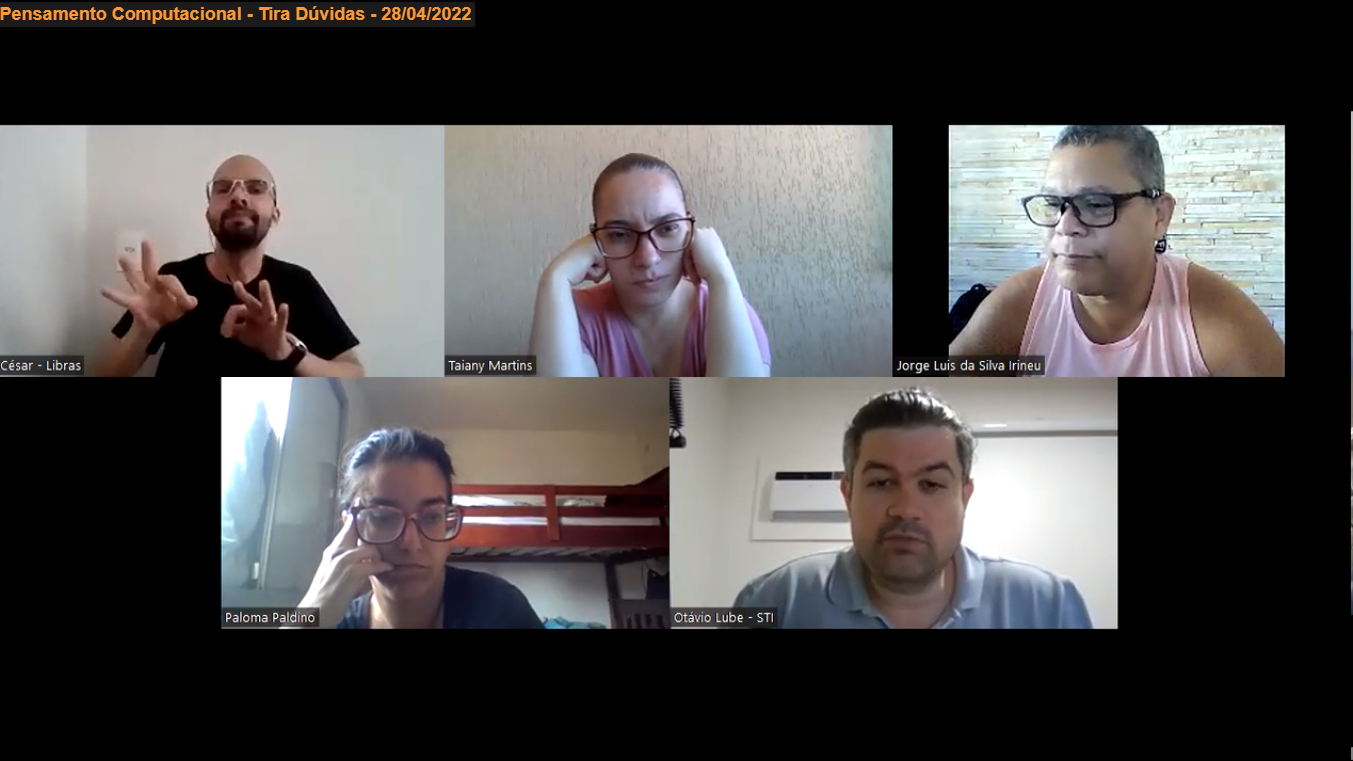 Pensamento Computacional - Tira Dúvidas - 28/04/2022
César - Libras
Taiany Martins
Jorge Luis da Silva Irineu
Paloma Paldino
Otávio Lube - STI